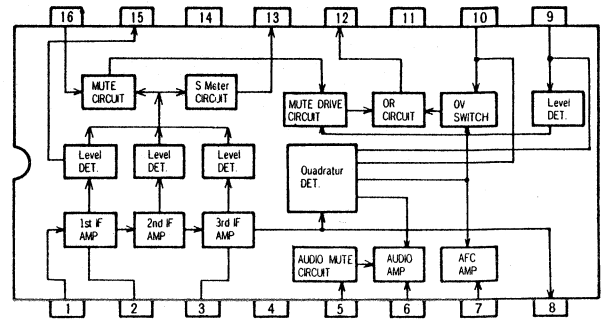 16 15 14 13 12 11 10 9
MUTE
CIRCUIT
S Meter
CIRCUIT
MUTE DRIVE
CIRCUIT
OR
CIRCUIT
OV
SWITCH
Level
DET.
Level
DET.
Level
DET.
Level
DET.
Quadratur
DET.
1st IF
AMP
2nd IF
AMP
3rd IF
AMP
AUDIO MUTE
CIRCUIT
AUDIO
AMP
AFC
AMP
1 2 3 4 5 6 7 8